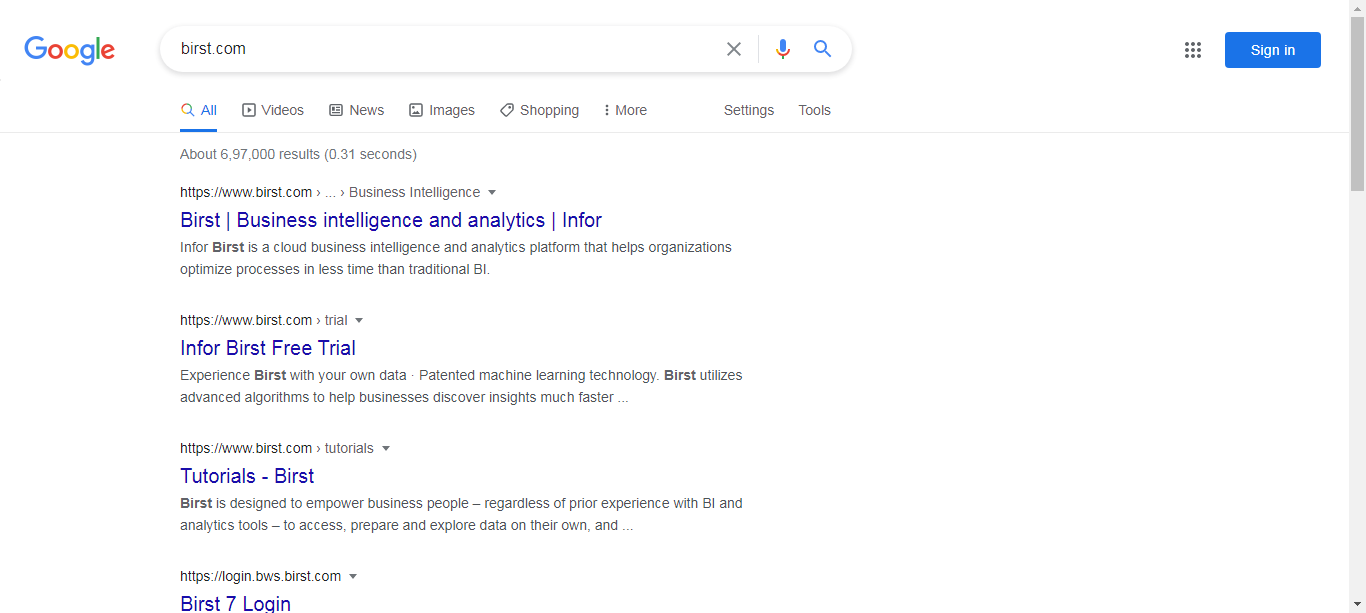 Google
birst.com
Sign in
All Videos News Images Shopping More Settings Tools
About 6,97,000 results (0.31 seconds)
https://www.birst.com › ... › Business Intelligence
Birst | Business intelligence and analytics | Infor
Infor Birst is a cloud business intelligence and analytics platform that helps organizations
optimize processes in less time than traditional BI.
https://www.birst.com › trial
Infor Birst Free Trial
Experience Birst with your own data · Patented machine learning technology. Birst utilizes
advanced algorithms to help businesses discover insights much faster ...
https://www.birst.com › tutorials
Tutorials - Birst
Birst is designed to empower business people – regardless of prior experience with BI and
analytics tools – to access, prepare and explore data on their own, and ...
https://login.bws.birst.com
Birst 7 Login